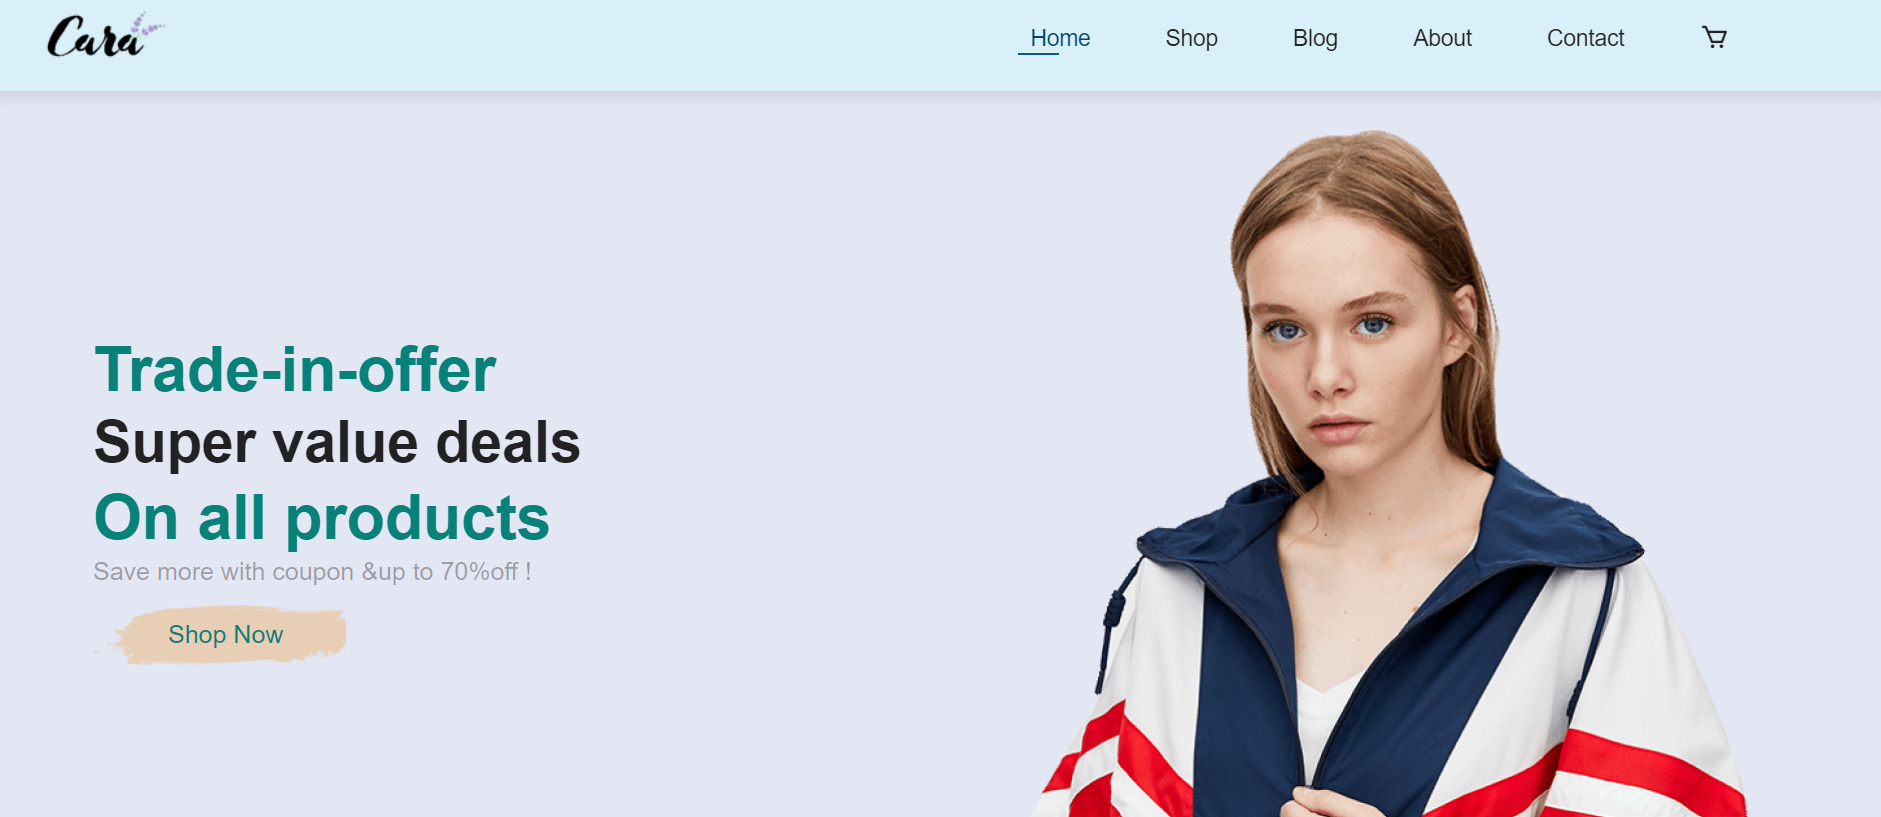 Cara
Home Shop Blog About Contact
Trade-in-offer
Super value deals
On all products
Save more with coupon &up to 70%off !
Shop Now